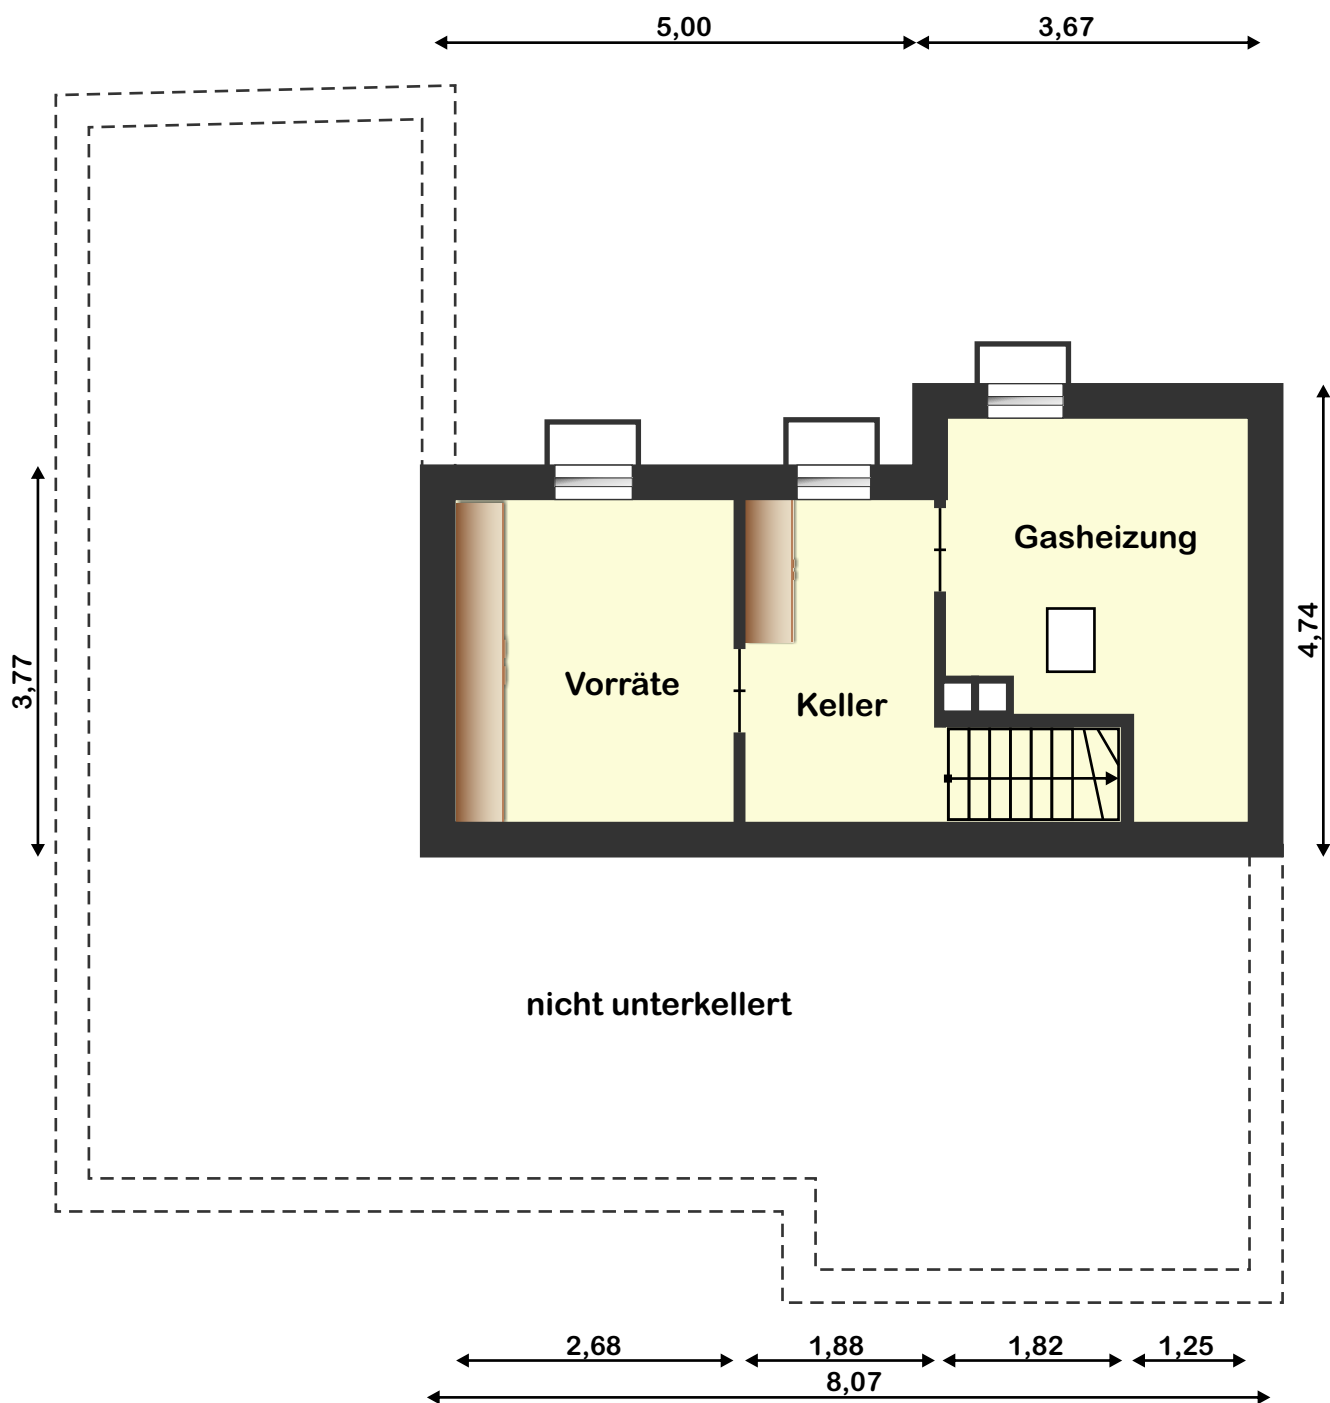 5,00 3,67
Gasheizung
4,74
3,77
Vorräte
Keller
nicht unterkellert
2,68 1,88 1,82 1,25
8,07